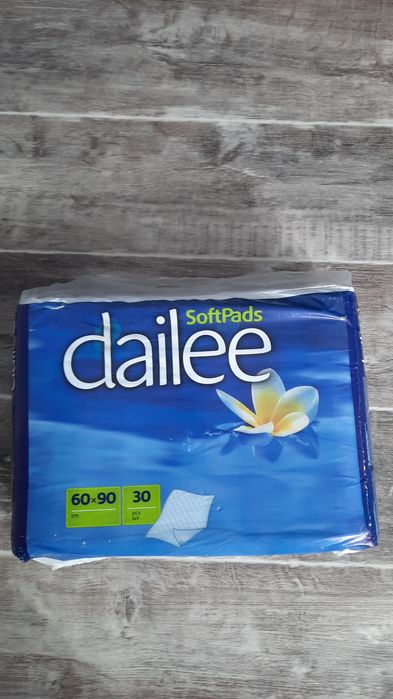 SoftPads
dailee
60×90 30
cm pcs
шт.